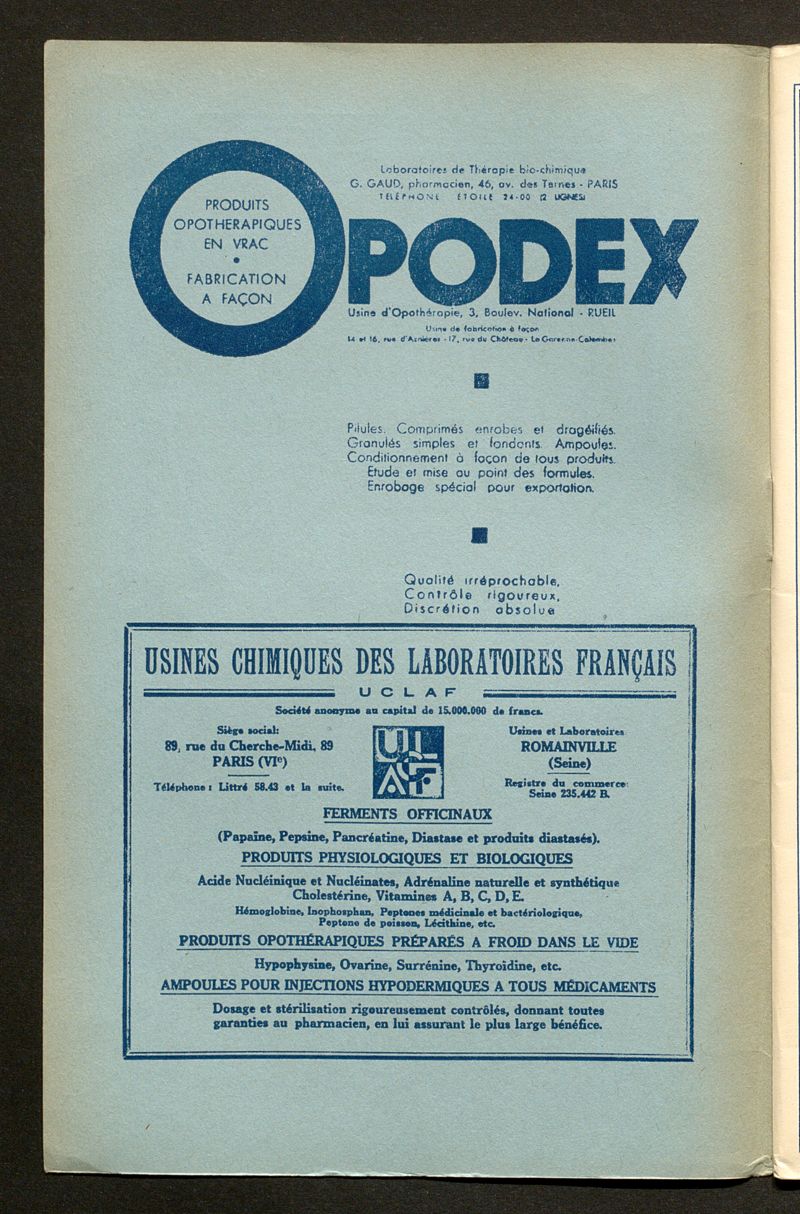 Laboratoires de Thérapie bio-chimique
G. GAUD, pharmacien, 46, av. des Ternes - PARIS
TÉLÉPHONE ÉTOILE 24-00 (2 LIGNES)
OPODEX
PRODUITS
OPOTHERAPIQUES
EN VRAC
•
FABRICATION
A FAÇON
Usine d'Opothérapie, 3, Boulev. National - RUEIL
Usine de fabrication à façon
14 et 16, rue d'Asnières - 17, rue du Château - La Garenne-Colombes
Pilules. Comprimés enrobés et dragéifiés.
Granulés simples et fondants. Ampoules.
Conditionnement à façon de tous produits.
Etude et mise au point des formules.
Enrobage spécial pour exportation.
Qualité irréprochable,
Contrôle rigoureux,
Discrétion absolue
USINES CHIMIQUES DES LABORATOIRES FRANÇAIS
UCLAF
Société anonyme au capital de 15.000.000 de francs.
Siège social:
89, rue du Cherche-Midi, 89
PARIS (VIe)
Téléphone : Littré 58.43 et la suite.
UCLAF
Usines et Laboratoires
ROMAINVILLE
(Seine)
Registre du commerce:
Seine 235.442 B.
FERMENTS OFFICINAUX
(Papaïne, Pepsine, Pancréatine, Diastase et produits diastasés).
PRODUITS PHYSIOLOGIQUES ET BIOLOGIQUES
Acide Nucléinique et Nucléinates, Adrénaline naturelle et synthétique
Cholestérine, Vitamines A, B, C, D, E.
Hémoglobine, Inophosphan, Peptones médicinale et bactériologique,
Peptone de poisson, Lécithine, etc.
PRODUITS OPOTHÉRAPIQUES PRÉPARÉS A FROID DANS LE VIDE
Hypophysine, Ovarine, Surrénine, Thyroïdine, etc.
AMPOULES POUR INJECTIONS HYPODERMIQUES A TOUS MÉDICAMENTS
Dosage et stérilisation rigoureusement contrôlés, donnant toutes
garanties au pharmacien, en lui assurant le plus large bénéfice.